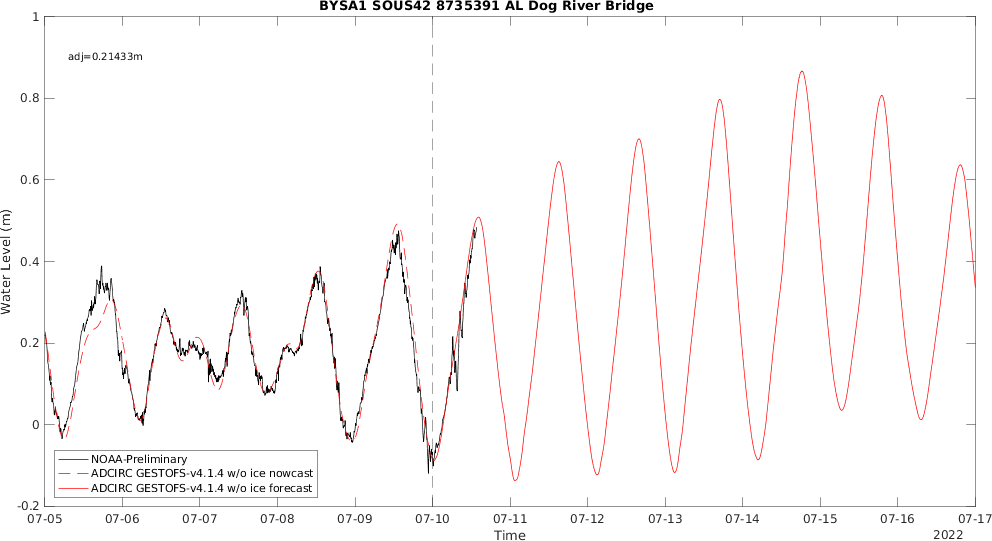 BYSA1 SOUS42 8735391 AL Dog River Bridge
adj=0.21433m
1
0.8
0.6
0.4
0.2
0
-0.2
Water Level (m)
NOAA-Preliminary
ADCIRC GESTOFS-v4.1.4 w/o ice nowcast
ADCIRC GESTOFS-v4.1.4 w/o ice forecast
07-05 07-06 07-07 07-08 07-09 07-10 07-11 07-12 07-13 07-14 07-15 07-16 07-17
Time
2022